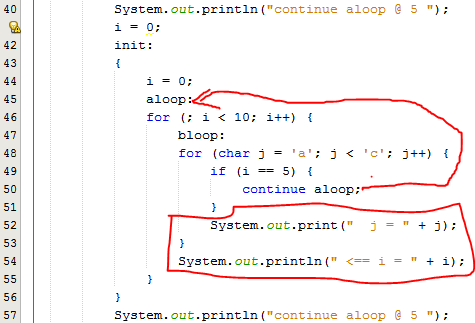 40 System.out.println("continue aloop @ 5 ");
i = 0;
42 init:
43 {
44 i = 0;
45 aloop:
46 for (; i < 10; i++) {
47 bloop:
48 for (char j = 'a'; j < 'c'; j++) {
49 if (i == 5) {
50 continue aloop;
51 }
52 System.out.print("  j = " + j);
53 }
54 System.out.println(" <== i = " + i);
55 }
56 }
57 System.out.println("continue aloop @ 5 ");